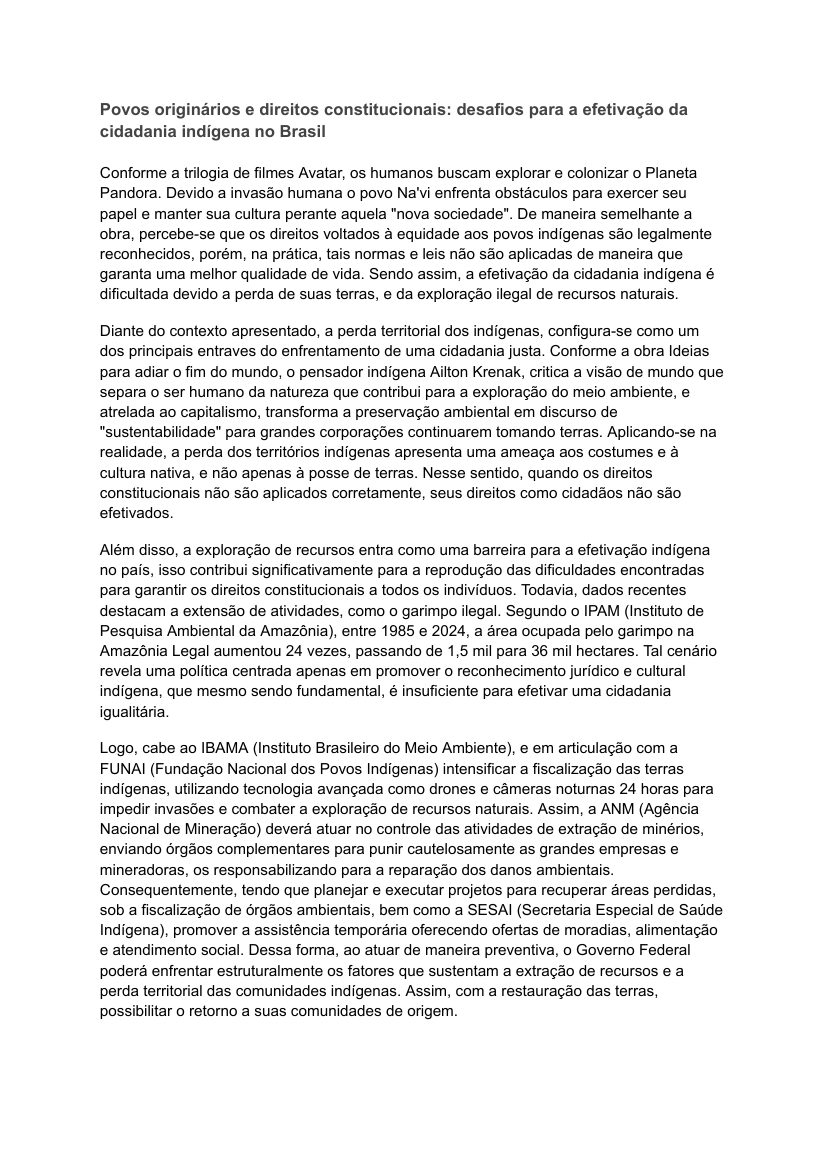 Povos originários e direitos constitucionais: desafios para a efetivação da
cidadania indígena no Brasil
Conforme a trilogia de filmes Avatar, os humanos buscam explorar e colonizar o Planeta
Pandora. Devido a invasão humana o povo Na'vi enfrenta obstáculos para exercer seu
papel e manter sua cultura perante aquela "nova sociedade". De maneira semelhante a
obra, percebe-se que os direitos voltados à equidade aos povos indígenas são legalmente
reconhecidos, porém, na prática, tais normas e leis não são aplicadas de maneira que
garanta uma melhor qualidade de vida. Sendo assim, a efetivação da cidadania indígena é
dificultada devido a perda de suas terras, e da exploração ilegal de recursos naturais.
Diante do contexto apresentado, a perda territorial dos indígenas, configura-se como um
dos principais entraves do enfrentamento de uma cidadania justa. Conforme a obra Ideias
para adiar o fim do mundo, o pensador indígena Ailton Krenak, critica a visão de mundo que
separa o ser humano da natureza que contribui para a exploração do meio ambiente, e
atrelada ao capitalismo, transforma a preservação ambiental em discurso de
"sustentabilidade" para grandes corporações continuarem tomando terras. Aplicando-se na
realidade, a perda dos territórios indígenas apresenta uma ameaça aos costumes e à
cultura nativa, e não apenas à posse de terras. Nesse sentido, quando os direitos
constitucionais não são aplicados corretamente, seus direitos como cidadãos não são
efetivados.
Além disso, a exploração de recursos entra como uma barreira para a efetivação indígena
no país, isso contribui significativamente para a reprodução das dificuldades encontradas
para garantir os direitos constitucionais a todos os indivíduos. Todavia, dados recentes
destacam a extensão de atividades, como o garimpo ilegal. Segundo o IPAM (Instituto de
Pesquisa Ambiental da Amazônia), entre 1985 e 2024, a área ocupada pelo garimpo na
Amazônia Legal aumentou 24 vezes, passando de 1,5 mil para 36 mil hectares. Tal cenário
revela uma política centrada apenas em promover o reconhecimento jurídico e cultural
indígena, que mesmo sendo fundamental, é insuficiente para efetivar uma cidadania
igualitária.
Logo, cabe ao IBAMA (Instituto Brasileiro do Meio Ambiente), e em articulação com a
FUNAI (Fundação Nacional dos Povos Indígenas) intensificar a fiscalização das terras
indígenas, utilizando tecnologia avançada como drones e câmeras noturnas 24 horas para
impedir invasões e combater a exploração de recursos naturais. Assim, a ANM (Agência
Nacional de Mineração) deverá atuar no controle das atividades de extração de minérios,
enviando órgãos complementares para punir cautelosamente as grandes empresas e
mineradoras, os responsabilizando para a reparação dos danos ambientais.
Consequentemente, tendo que planejar e executar projetos para recuperar áreas perdidas,
sob a fiscalização de órgãos ambientais, bem como a SESAI (Secretaria Especial de Saúde
Indígena), promover a assistência temporária oferecendo ofertas de moradias, alimentação
e atendimento social. Dessa forma, ao atuar de maneira preventiva, o Governo Federal
poderá enfrentar estruturalmente os fatores que sustentam a extração de recursos e a
perda territorial das comunidades indígenas. Assim, com a restauração das terras,
possibilitar o retorno a suas comunidades de origem.